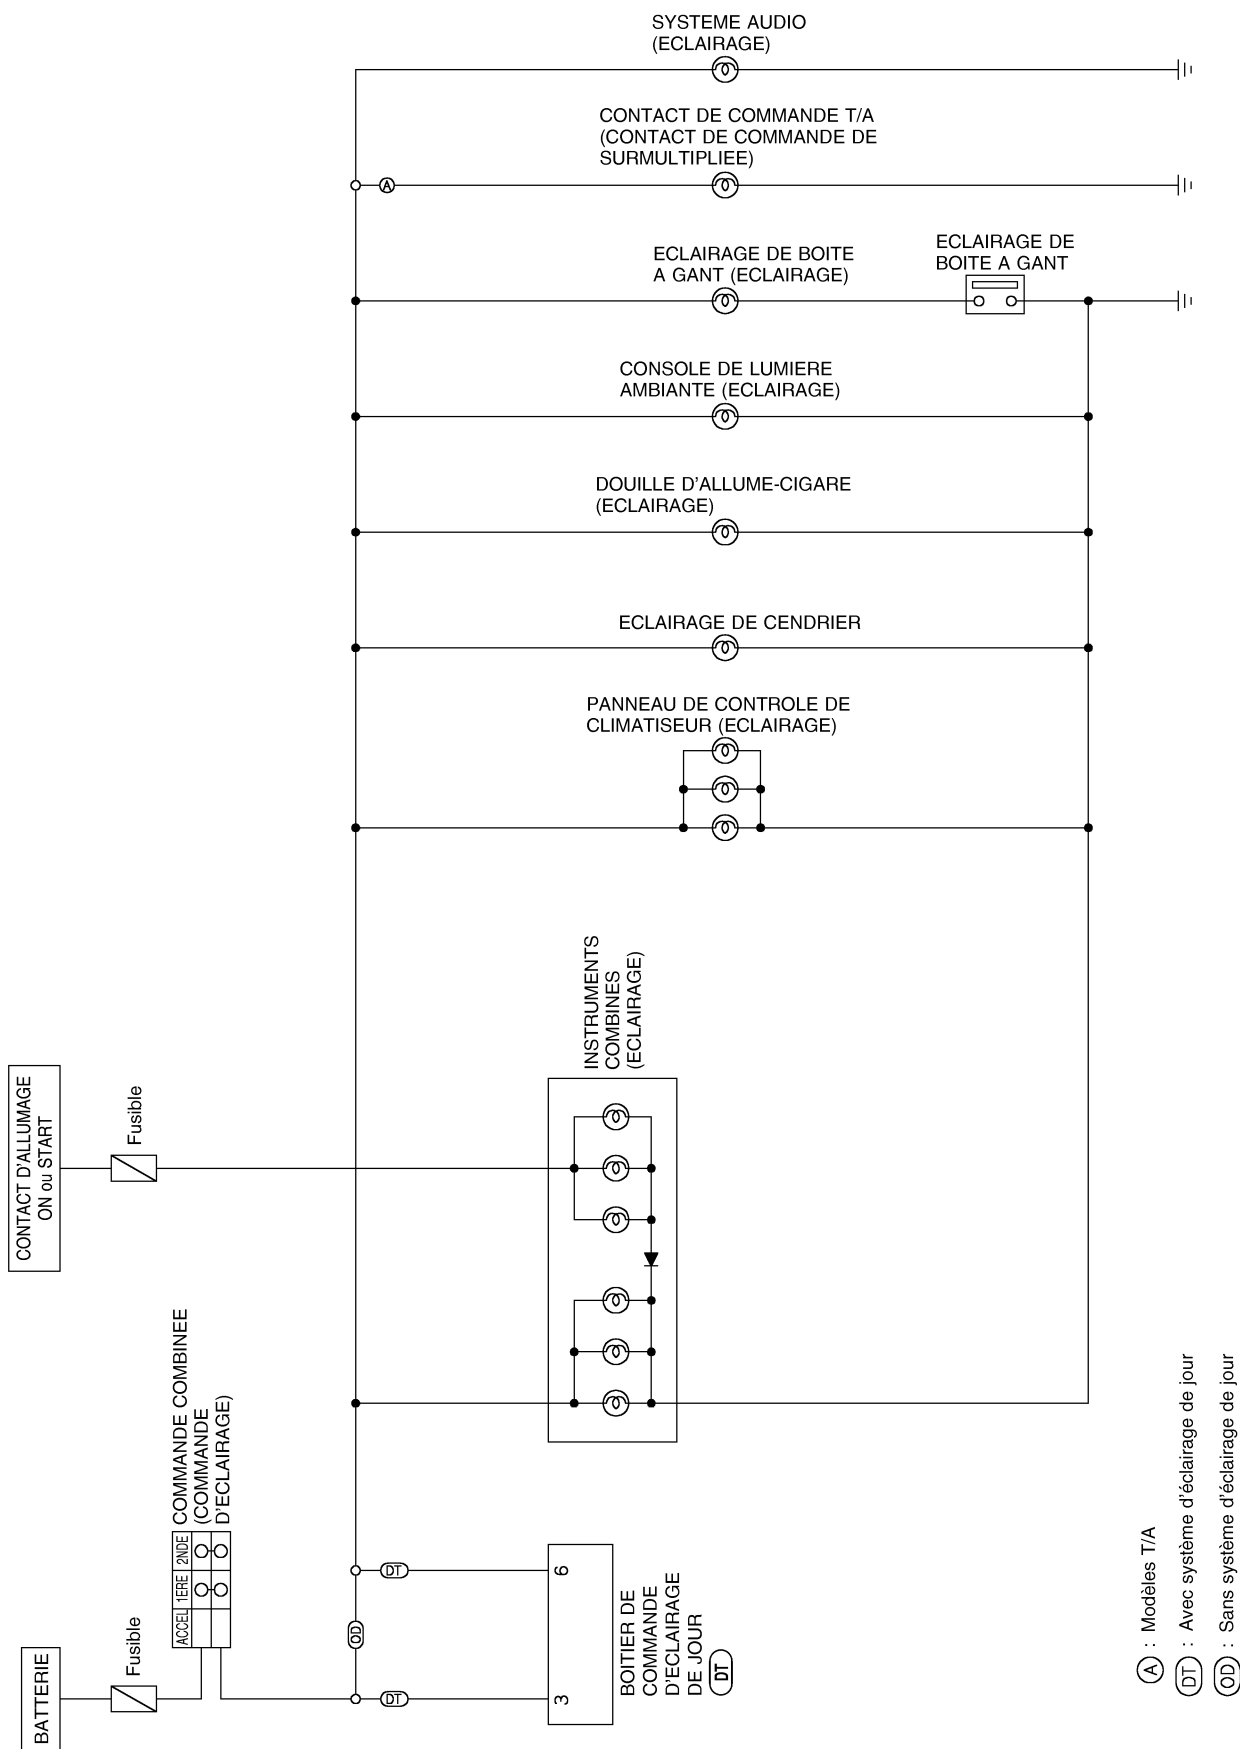 SYSTEME AUDIO
(ECLAIRAGE)
CONTACT DE COMMANDE T/A
(CONTACT DE COMMANDE DE
SURMULTIPLIEE)
A
ECLAIRAGE DE BOITE
A GANT (ECLAIRAGE)
ECLAIRAGE DE
BOITE A GANT
CONSOLE DE LUMIERE
AMBIANTE (ECLAIRAGE)
DOUILLE D'ALLUME-CIGARE
(ECLAIRAGE)
ECLAIRAGE DE CENDRIER
PANNEAU DE CONTROLE DE
CLIMATISEUR (ECLAIRAGE)
INSTRUMENTS
COMBINES
(ECLAIRAGE)
CONTACT D'ALLUMAGE
ON ou START
Fusible
COMMANDE COMBINEE
(COMMANDE
D'ECLAIRAGE)
ACCEL 1ERE 2NDE
BATTERIE
Fusible
OD
DT
DT
6
3
BOITIER DE
COMMANDE
D'ECLAIRAGE
DE JOUR
DT
A : Modèles T/A
DT : Avec système d'éclairage de jour
OD : Sans système d'éclairage de jour